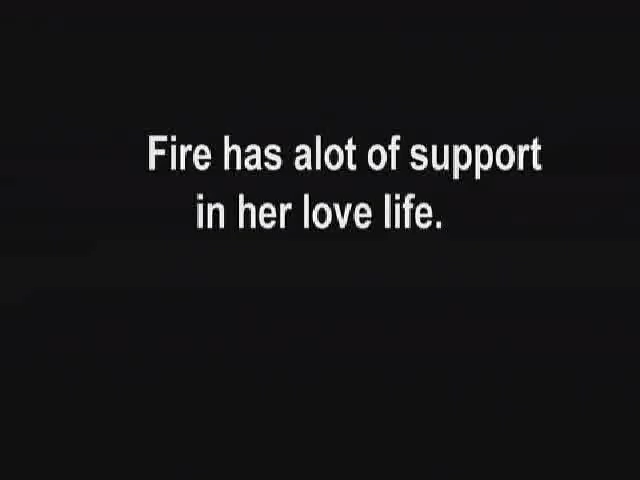 Fire has alot of support
in her love life.